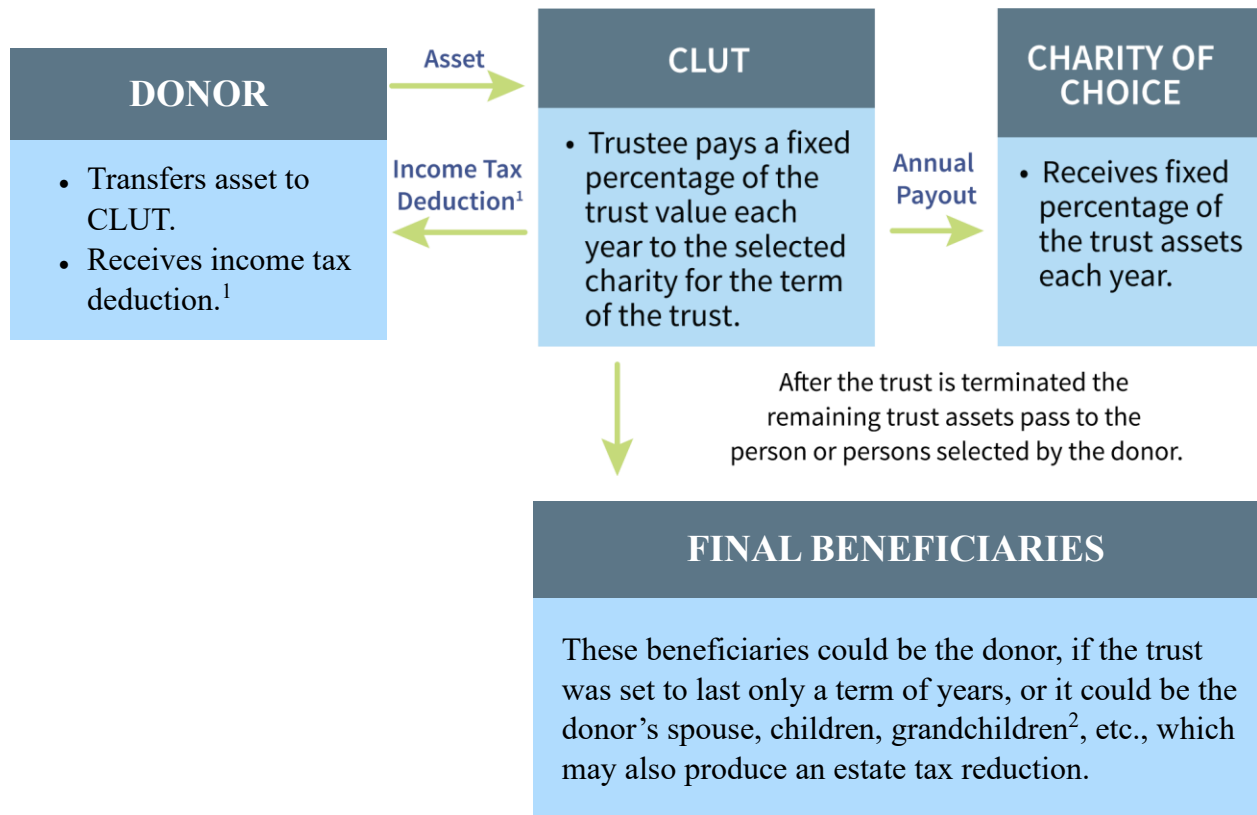 DONOR
• Transfers asset to
CLUT.
• Receives income tax
deduction.¹
Asset
Income Tax
Deduction¹
CLUT
• Trustee pays a fixed
percentage of the
trust value each
year to the selected
charity for the term
of the trust.
Annual
Payout
CHARITY OF
CHOICE
• Receives fixed
percentage of
the trust assets
each year.
After the trust is terminated the
remaining trust assets pass to the
person or persons selected by the donor.
FINAL BENEFICIARIES
These beneficiaries could be the donor, if the trust
was set to last only a term of years, or it could be the
donor’s spouse, children, grandchildren², etc., which
may also produce an estate tax reduction.